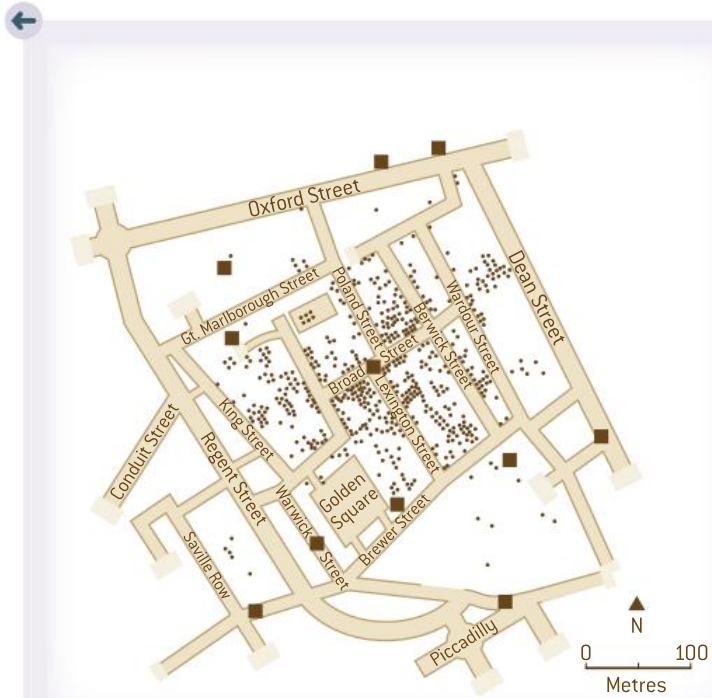 Oxford Street
Gt. Marlborough Street
Poland Street
Berwick Street
Wardour Street
Dean Street
Broad Street
Lexington Street
King Street
Conduit Street
Regent Street
Golden
Square
Warwick Street
Brewer Street
Saville Row
Piccadilly
N
0 100
Metres